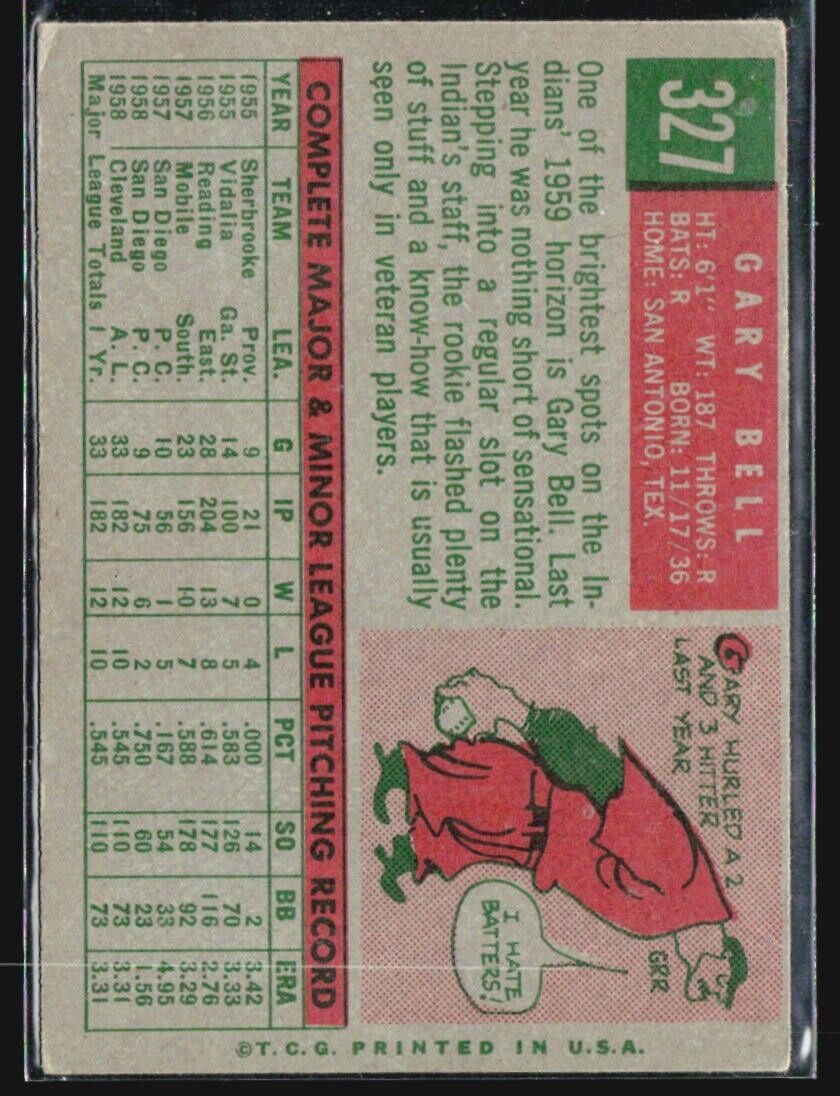 327
GARY BELL
HT: 6'1" WT: 187 THROWS: R
BATS: R BORN: 11/17/36
HOME: SAN ANTONIO, TEX.
One of the brightest spots on the In-
dians' 1959 horizon is Gary Bell. Last
year he was nothing short of sensational.
Stepping into a regular slot on the
Indian's staff, the rookie flashed plenty
of stuff and a know-how that is usually
seen only in veteran players.
GARY HURLED A 2
AND 3 HITTER
LAST YEAR
GRR
I HATE
BATTERS!
COMPLETE MAJOR & MINOR LEAGUE PITCHING RECORD
YEAR TEAM LEA. G IP W L PCT SO BB ERA
1955 Sherbrooke Prov. 9 21 0 4 .000 14 2 3.42
1955 Vidalia Ga. St. 14 100 7 5 .583 126 70 3.33
1956 Reading East. 28 204 13 8 .614 177 116 2.76
1957 Mobile South. 23 156 10 7 .588 178 92 3.29
1957 San Diego P.C. 10 56 1 5 .167 54 33 4.95
1958 San Diego P.C. 9 75 6 2 .750 60 23 1.56
1958 Cleveland A.L. 33 182 12 10 .545 110 73 3.31
Major League Totals 1 Yr. 33 182 12 10 .545 110 73 3.31
©T.C.G. PRINTED IN U.S.A.